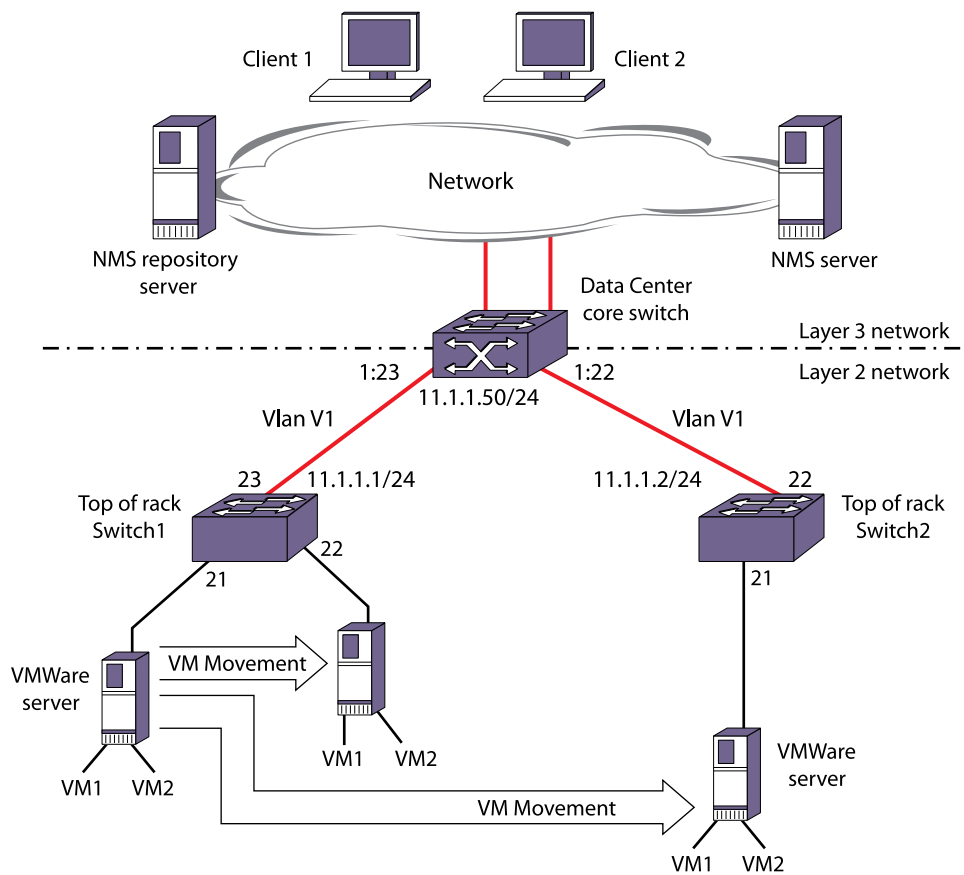 Client 1
Client 2
Network
NMS repository
server
NMS server
Data Center
core switch
Layer 3 network
Layer 2 network
1:23
1:22
11.1.1.50/24
Vlan V1
Vlan V1
23
11.1.1.1/24
11.1.1.2/24
22
Top of rack
Switch1
Top of rack
Switch2
22
21
21
VM Movement
VMWare
server
VM1
VM2
VM1
VM2
VMWare
server
VM Movement
VM1
VM2